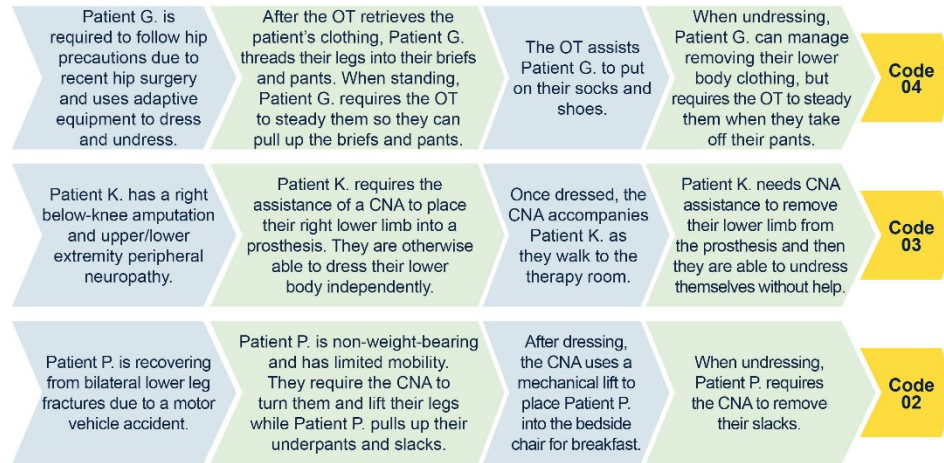 Patient G. is
required to follow hip
precautions due to
recent hip surgery
and uses adaptive
equipment to dress
and undress.
After the OT retrieves the
patient's clothing, Patient G.
threads their legs into their briefs
and pants. When standing,
Patient G. requires the OT
to steady them so they can
pull up the briefs and pants.
The OT assists
Patient G. to put
on their socks and
shoes.
When undressing,
Patient G. can manage
removing their lower
body clothing, but
requires the OT to steady
them when they take
off their pants.
Code
04
Patient K. has a right
below-knee amputation
and upper/lower
extremity peripheral
neuropathy.
Patient K. requires the
assistance of a CNA to place
their right lower limb into a
prosthesis. They are otherwise
able to dress their lower
body independently.
Once dressed, the
CNA accompanies
Patient K. as
they walk to the
therapy room.
Patient K. needs CNA
assistance to remove
their lower limb from
the prosthesis and then
they are able to undress
themselves without help.
Code
03
Patient P. is recovering
from bilateral lower leg
fractures due to a motor
vehicle accident.
Patient P. is non-weight-bearing
and has limited mobility.
They require the CNA to
turn them and lift their legs
while Patient P. pulls up their
underpants and slacks.
After dressing,
the CNA uses a
mechanical lift to
place Patient P.
into the bedside
chair for breakfast.
When undressing,
Patient P. requires
the CNA to remove
their slacks.
Code
02